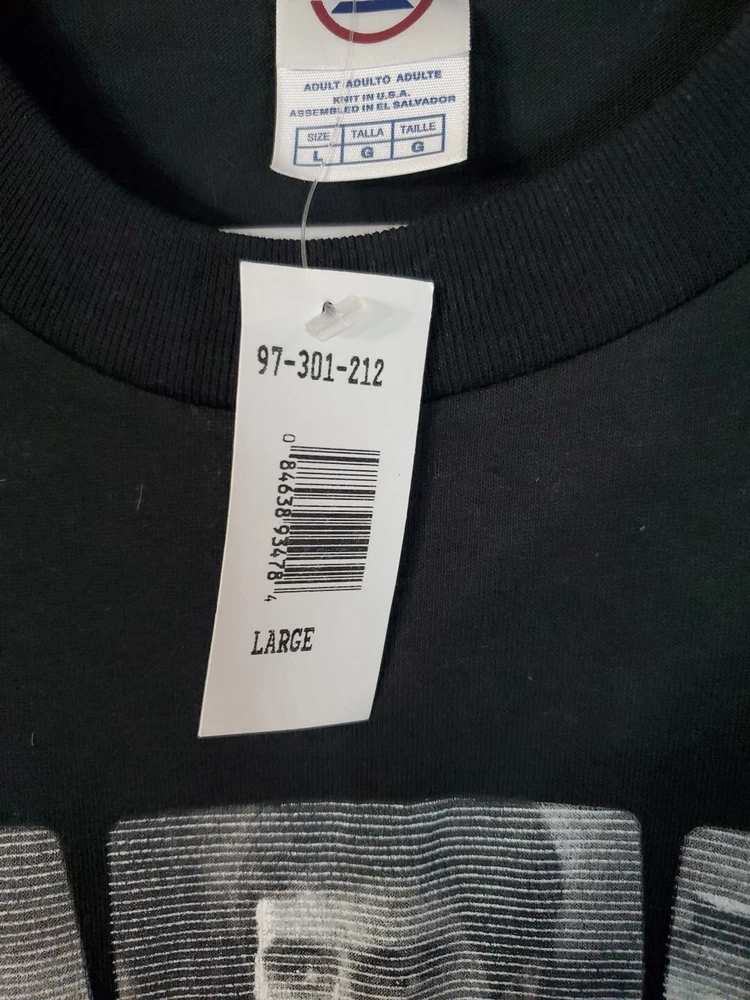 ADULT ADULTO ADULTE
KNIT IN U.S.A.
ASSEMBLED IN EL SALVADOR
SIZE TALLA TAILLE
L G G
97-301-212
0 84638 93478 4
LARGE